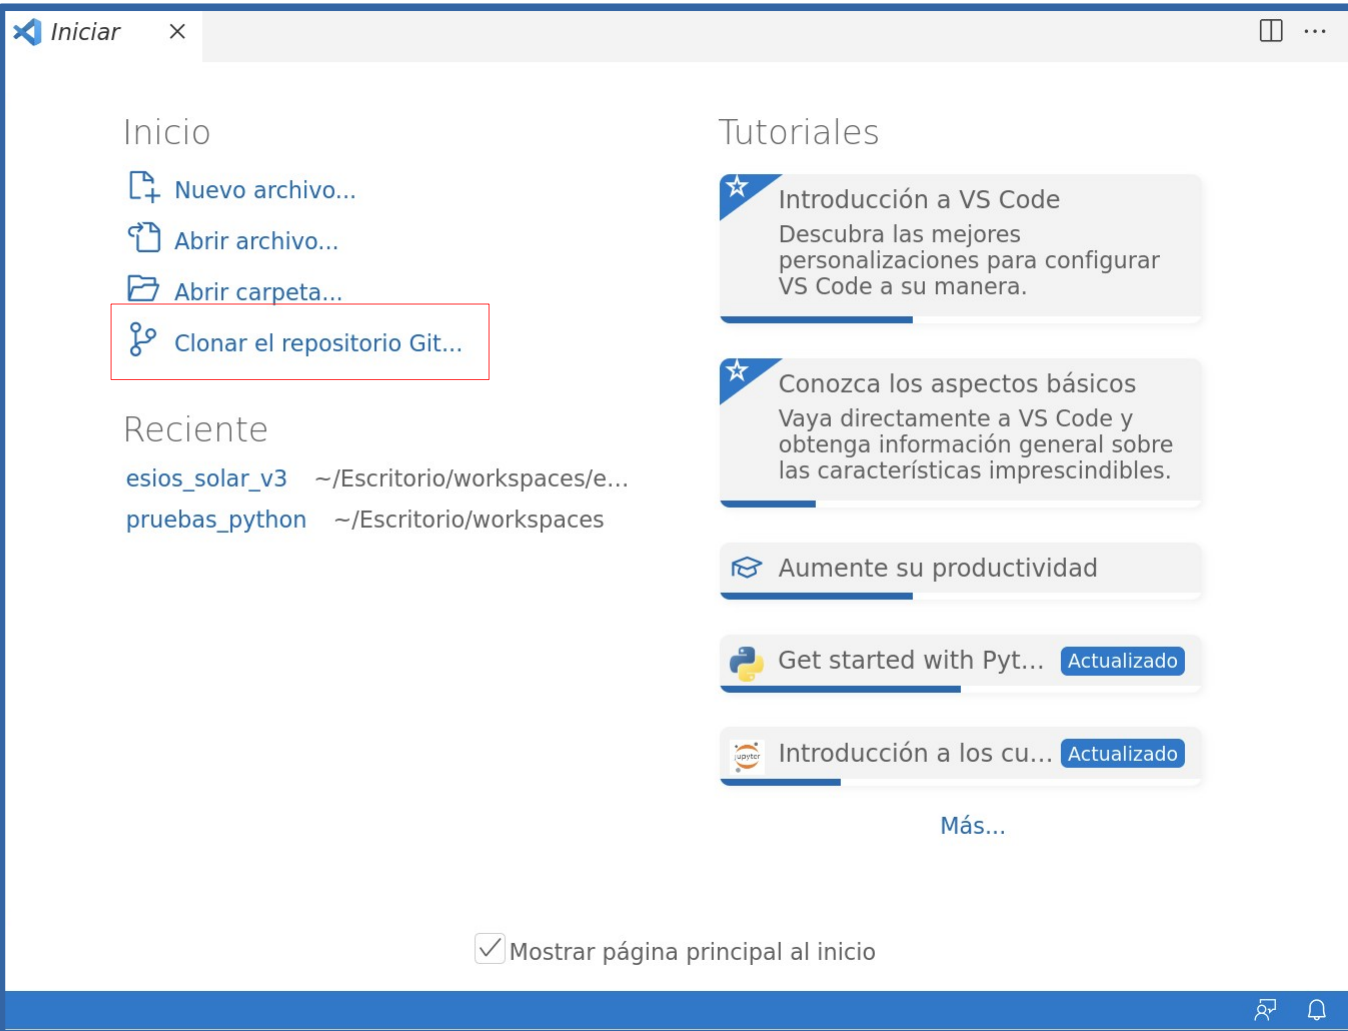 Iniciar
Inicio
Nuevo archivo...
Abrir archivo...
Abrir carpeta...
Clonar el repositorio Git...
Reciente
esios_solar_v3 ~/Escritorio/workspaces/e...
pruebas_python ~/Escritorio/workspaces
Tutoriales
Introducción a VS Code
Descubra las mejores
personalizaciones para configurar
VS Code a su manera.
Conozca los aspectos básicos
Vaya directamente a VS Code y
obtenga información general sobre
las características imprescindibles.
Aumente su productividad
Get started with Pyt... Actualizado
jupyter
Introducción a los cu... Actualizado
Más...
Mostrar página principal al inicio